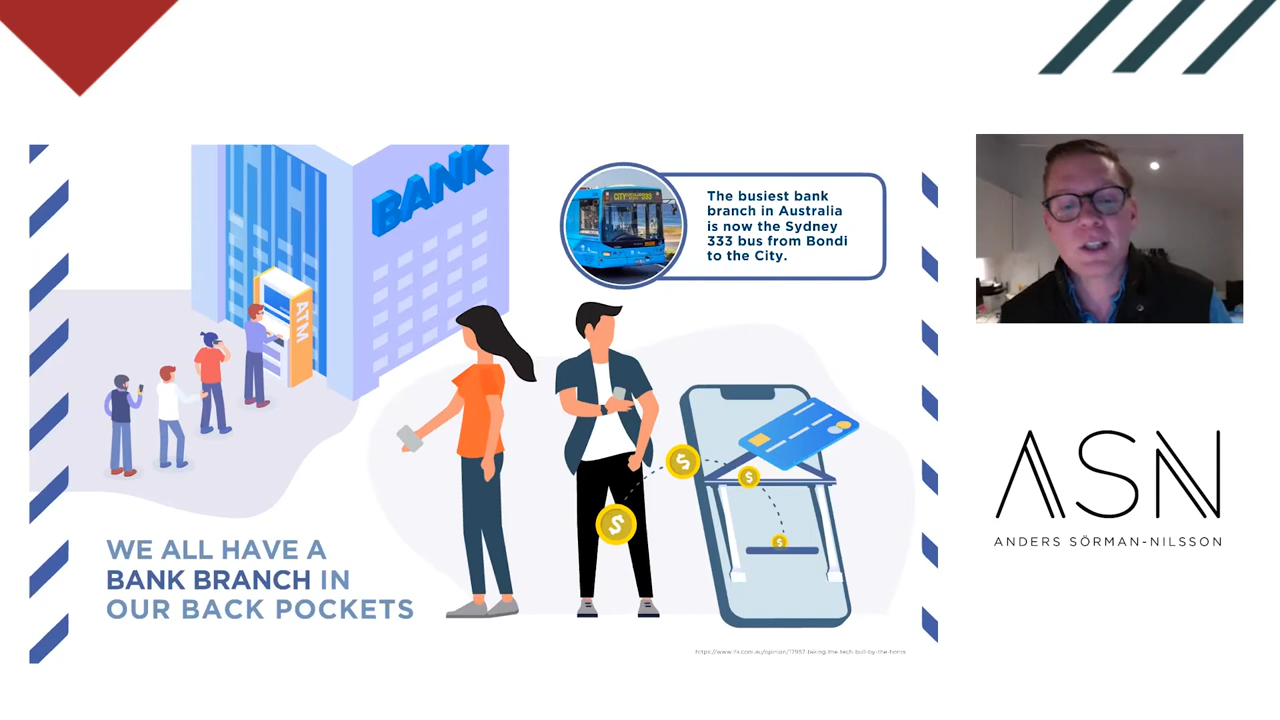 BANK
ATM
CITY
The busiest bank
branch in Australia
is now the Sydney
333 bus from Bondi
to the City.
WE ALL HAVE A
BANK BRANCH IN
OUR BACK POCKETS
ASN
ANDERS SÖRMAN-NILSSON